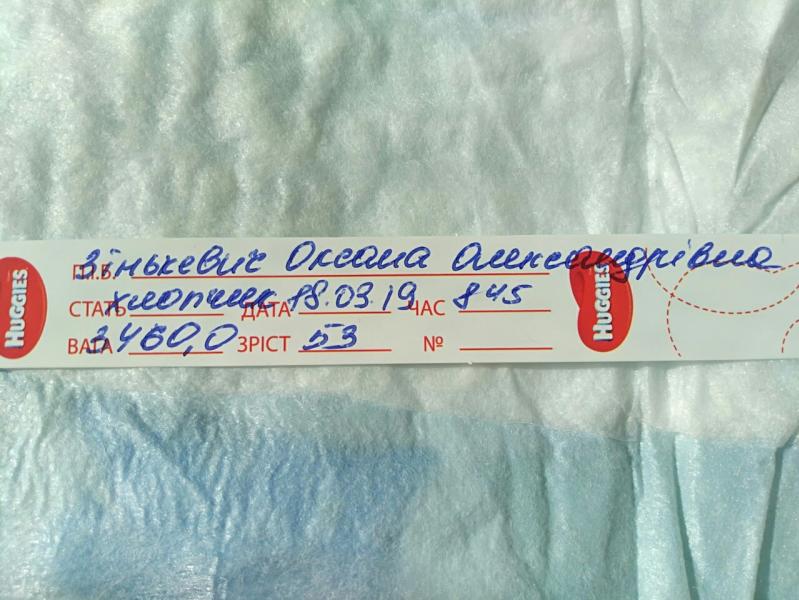 П.І.Б. Зінькевич Оксана Олександрівна
СТАТЬ хлопчик ДАТА 18.03.19 ЧАС 8 45
ВАГА 3460,0 ЗРІСТ 53 №
HUGGIES
HUGGIES